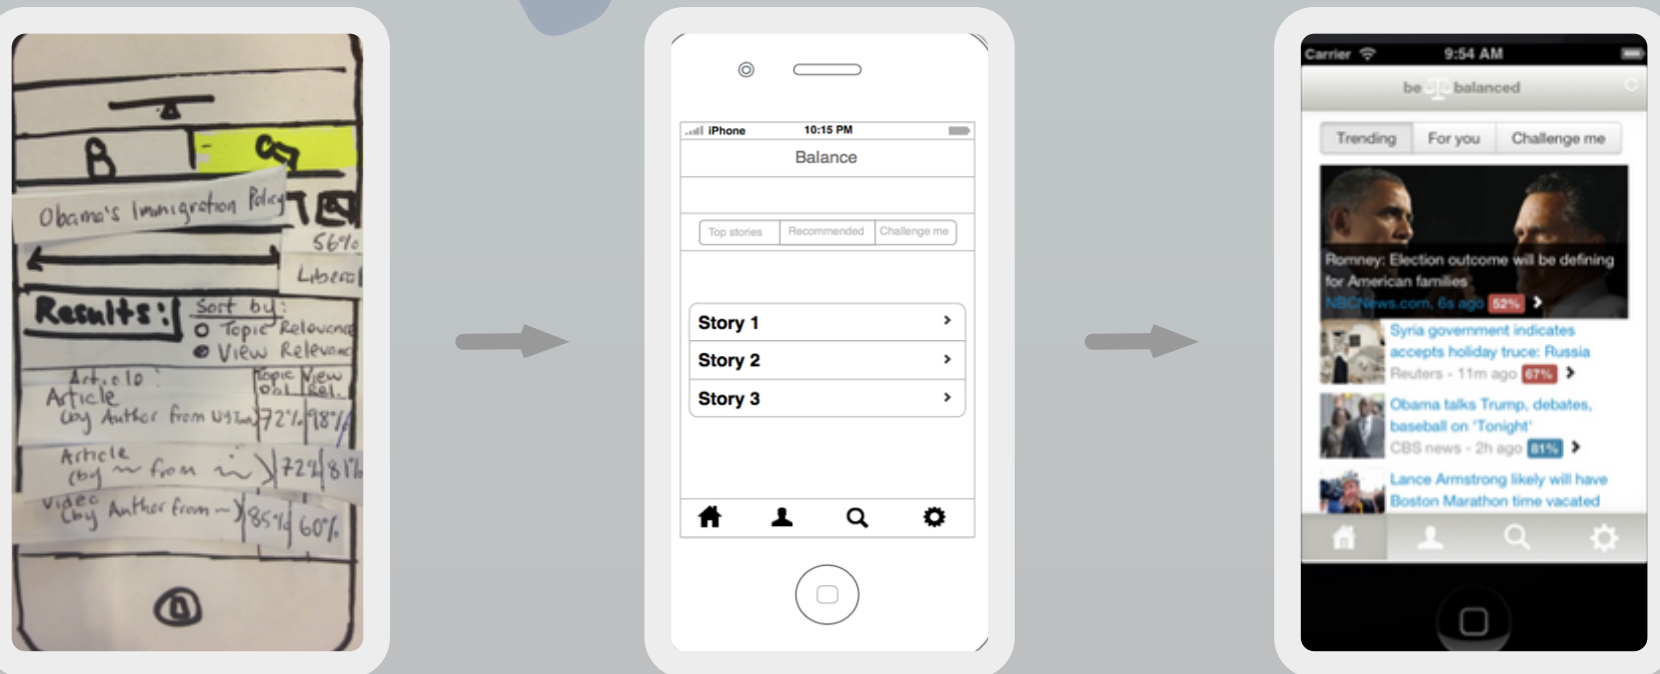 B
Obama's Immigration Policy
56%
Liberal
Results:
Sort by:
Topic Relevance
View Relevance
Article: Topic View
Rel. Rel.
Article
(by Author from NYTimes) 72% 98%
Article
(by from ) 72% 81%
Video
(by Author from ) 85% 60%
iPhone 10:15 PM
Balance
Top stories Recommended Challenge me
Story 1
Story 2
Story 3
Carrier 9:54 AM
be balanced
Trending For you Challenge me
Romney: Election outcome will be defining
for American families
NBCNews.com, 6s ago 52%
Syria government indicates
accepts holiday truce: Russia
Reuters - 11m ago 67%
Obama talks Trump, debates,
baseball on 'Tonight'
CBS news - 2h ago 81%
Lance Armstrong likely will have
Boston Marathon time vacated